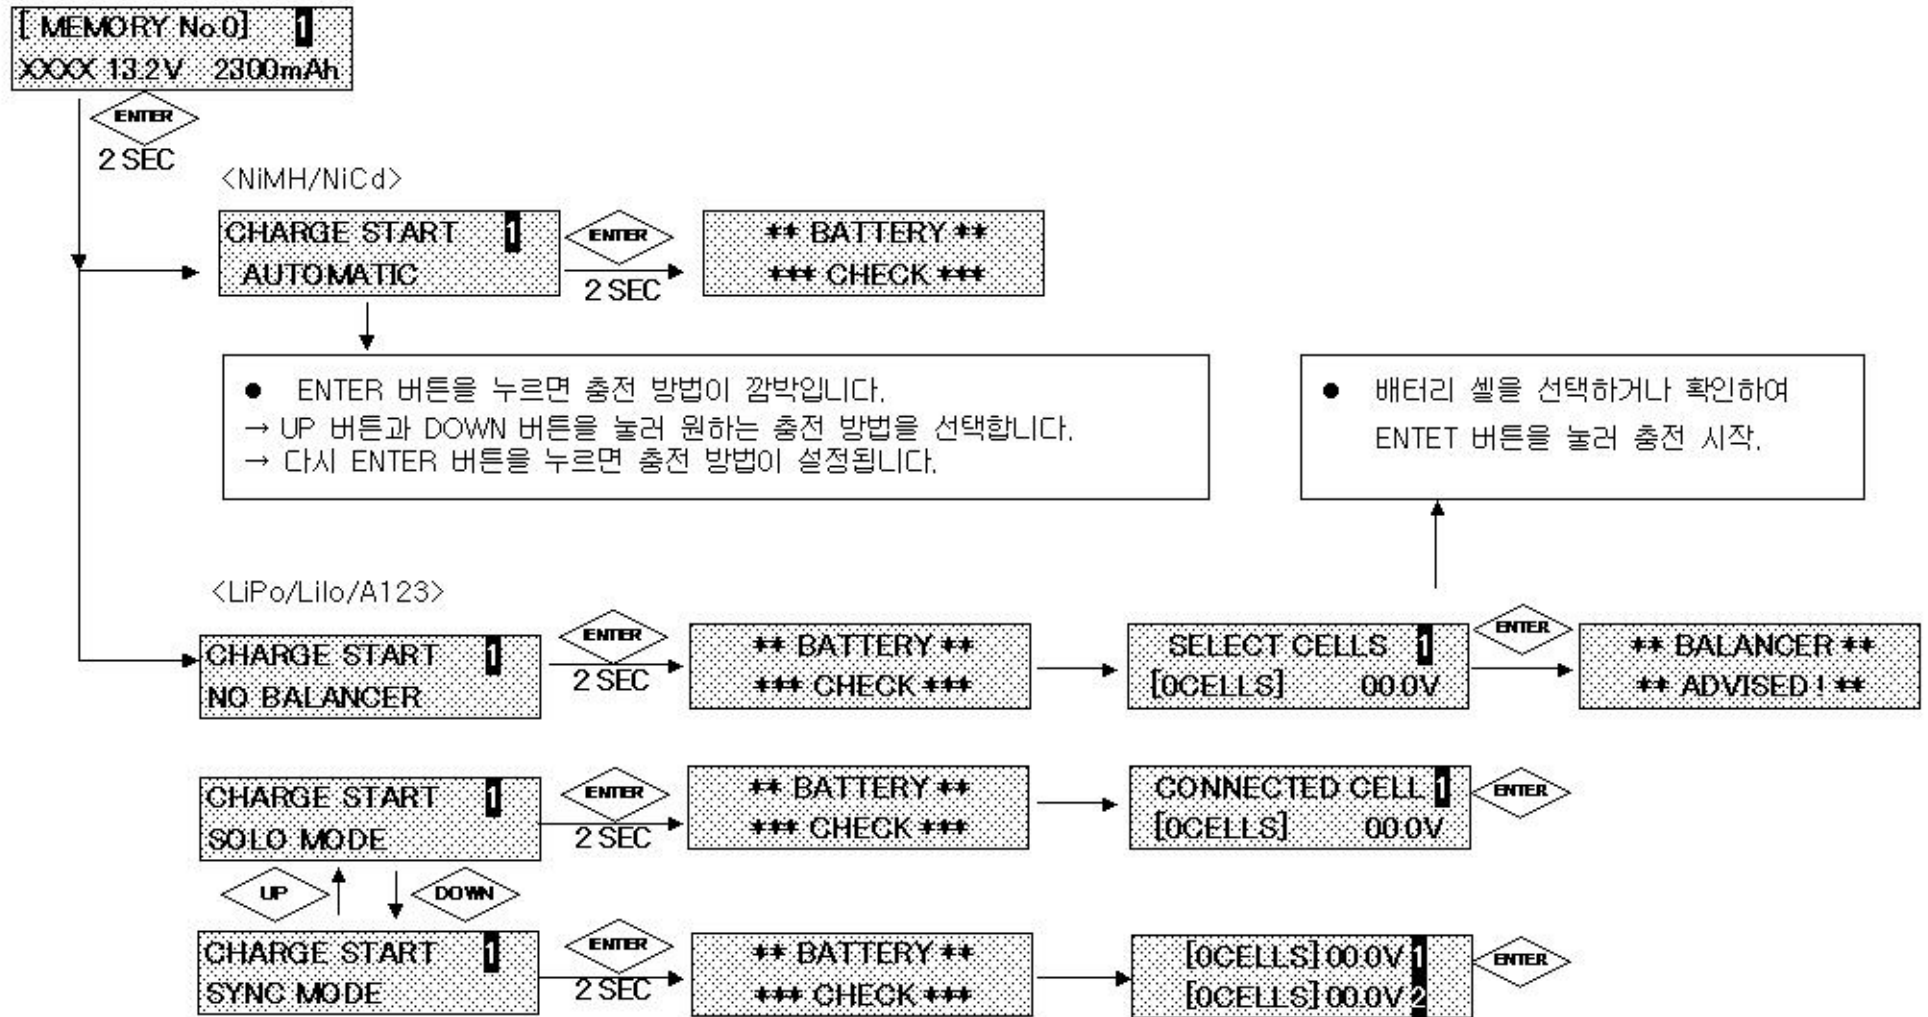 [ MEMORY No.0] 1
XXXX 13.2V 2300mAh
ENTER
2 SEC
<NiMH/NiCd>
CHARGE START 1
AUTOMATIC
ENTER
2 SEC
** BATTERY **
*** CHECK ***
● ENTER 버튼을 누르면 충전 방법이 깜박입니다.
→ UP 버튼과 DOWN 버튼을 눌러 원하는 충전 방법을 선택합니다.
→ 다시 ENTER 버튼을 누르면 충전 방법이 설정됩니다.
● 배터리 셀을 선택하거나 확인하여
ENTET 버튼을 눌러 충전 시작.
<LiPo/LiIo/A123>
CHARGE START 1
NO BALANCER
ENTER
2 SEC
** BATTERY **
*** CHECK ***
SELECT CELLS 1
[0CELLS] 00.0V
ENTER
** BALANCER **
** ADVISED ! **
CHARGE START 1
SOLO MODE
ENTER
2 SEC
** BATTERY **
*** CHECK ***
CONNECTED CELL 1
[0CELLS] 00.0V
ENTER
UP
DOWN
CHARGE START 1
SYNC MODE
ENTER
2 SEC
** BATTERY **
*** CHECK ***
[0CELLS] 00.0V 1
[0CELLS] 00.0V 2
ENTER